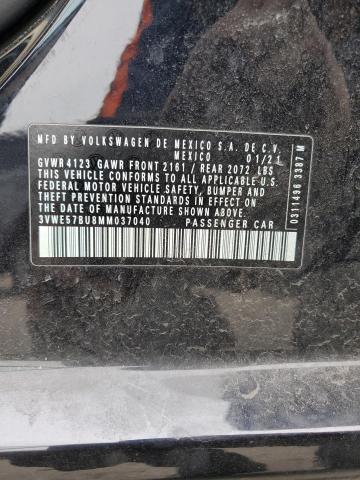 MFD. BY VOLKSWAGEN DE MEXICO S.A. DE C.V.
MEXICO 01/21
GVWR 4123 GAWR FRONT 2161 / REAR 2072 LBS
THIS VEHICLE CONFORMS TO ALL APPLICABLE U.S.
FEDERAL MOTOR VEHICLE SAFETY, BUMPER AND
THEFT PREVENTION STANDARDS IN EFFECT ON
THE DATE OF MANUFACTURE SHOWN ABOVE.
3VWE57BU8MM037040 PASSENGER CAR
0311496 3387 M